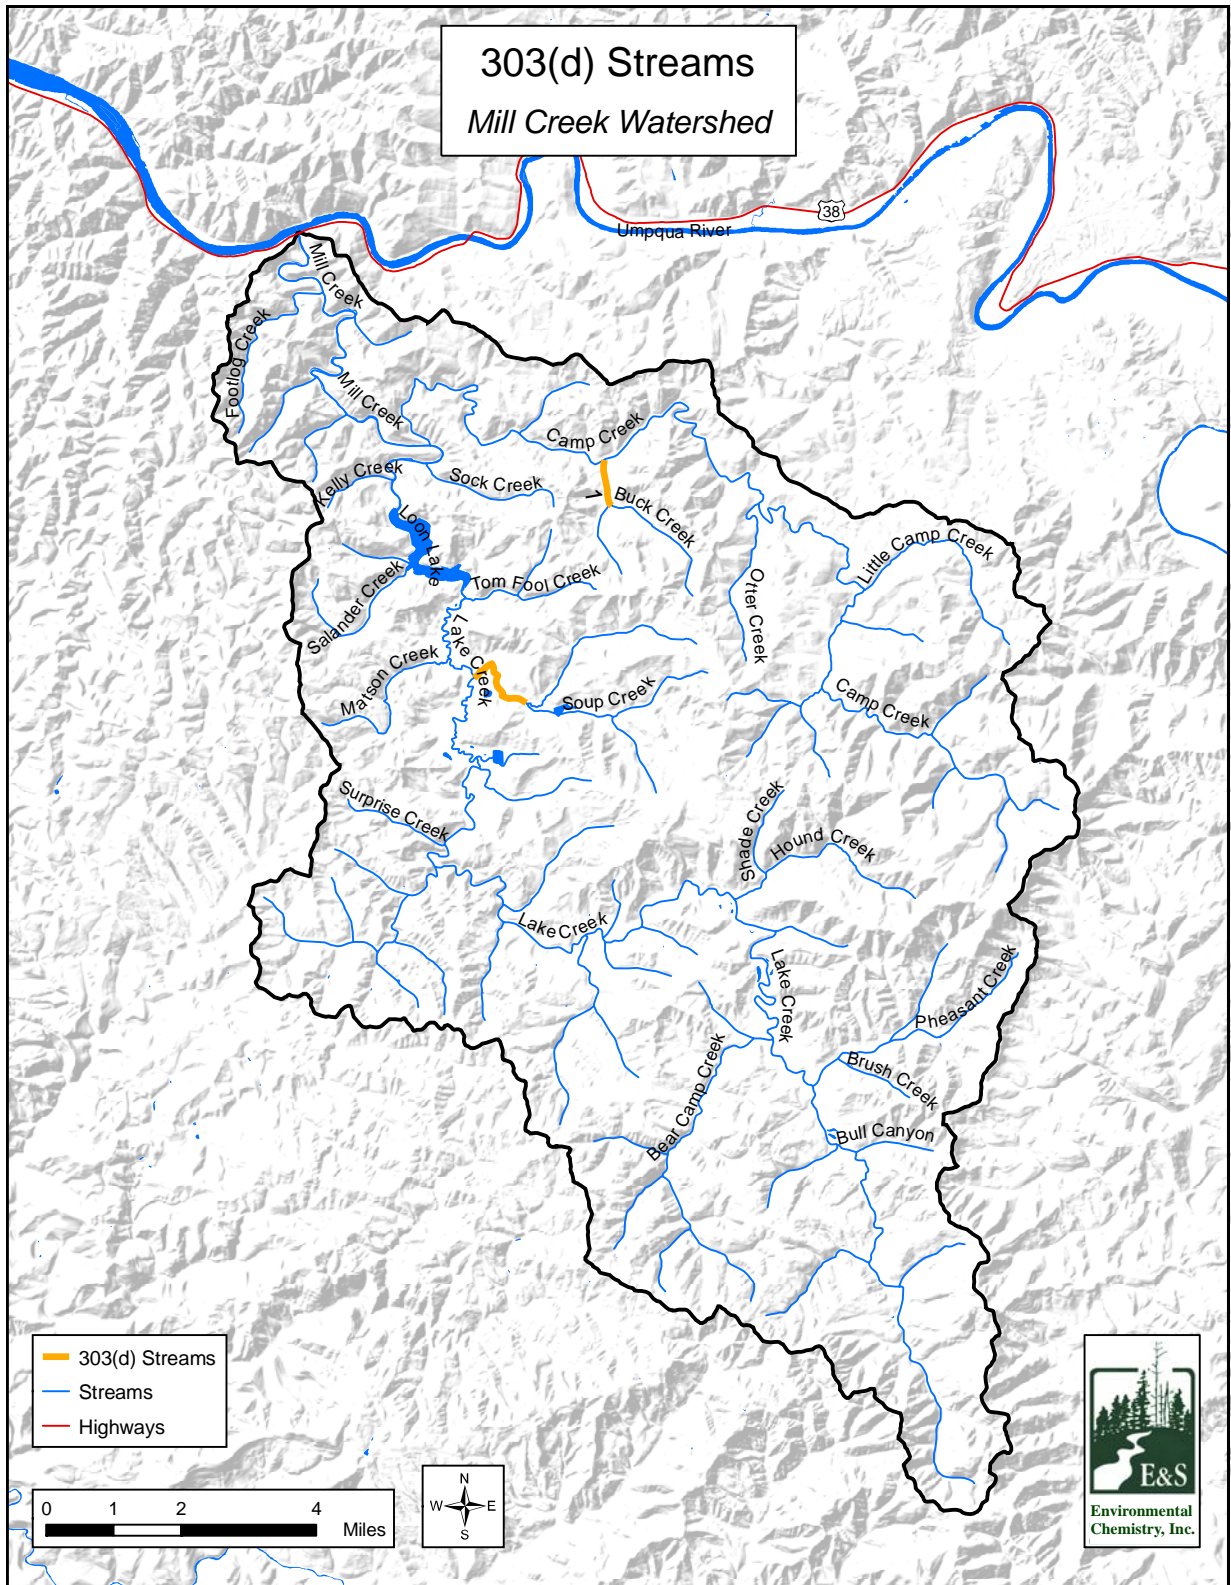 303(d) Streams
Mill Creek Watershed
38
Umpqua River
Mill Creek
Footlog Creek
Mill Creek
Camp Creek
Kelly Creek
Sock Creek
1
Buck Creek
Loon Lake
Little Camp Creek
Salander Creek
Tom Fool Creek
Otter Creek
Lake Creek
Matson Creek
Soup Creek
Camp Creek
Surprise Creek
Shade Creek
Hound Creek
Lake Creek
Lake Creek
Pheasant Creek
Bear Camp Creek
Brush Creek
Bull Canyon
303(d) Streams
Streams
Highways
0 1 2 4
Miles
N
W E
S
E&S
Environmental
Chemistry, Inc.